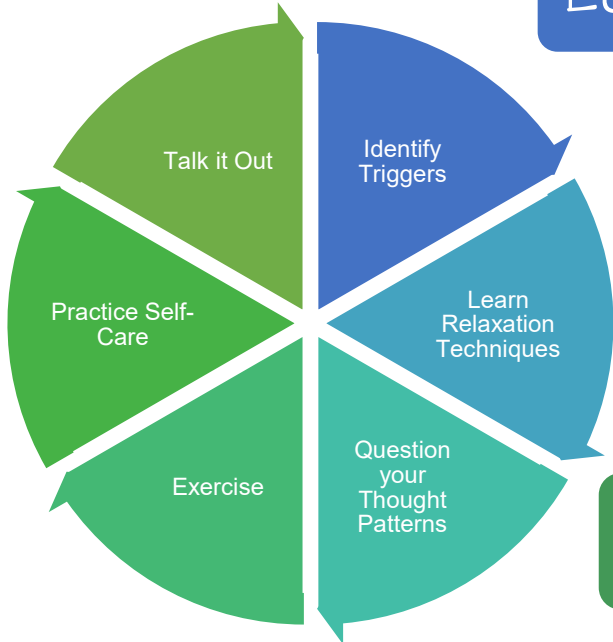 Identify
Triggers
Learn
Relaxation
Techniques
Question
your
Thought
Patterns
Exercise
Practice Self-
Care
Talk it Out